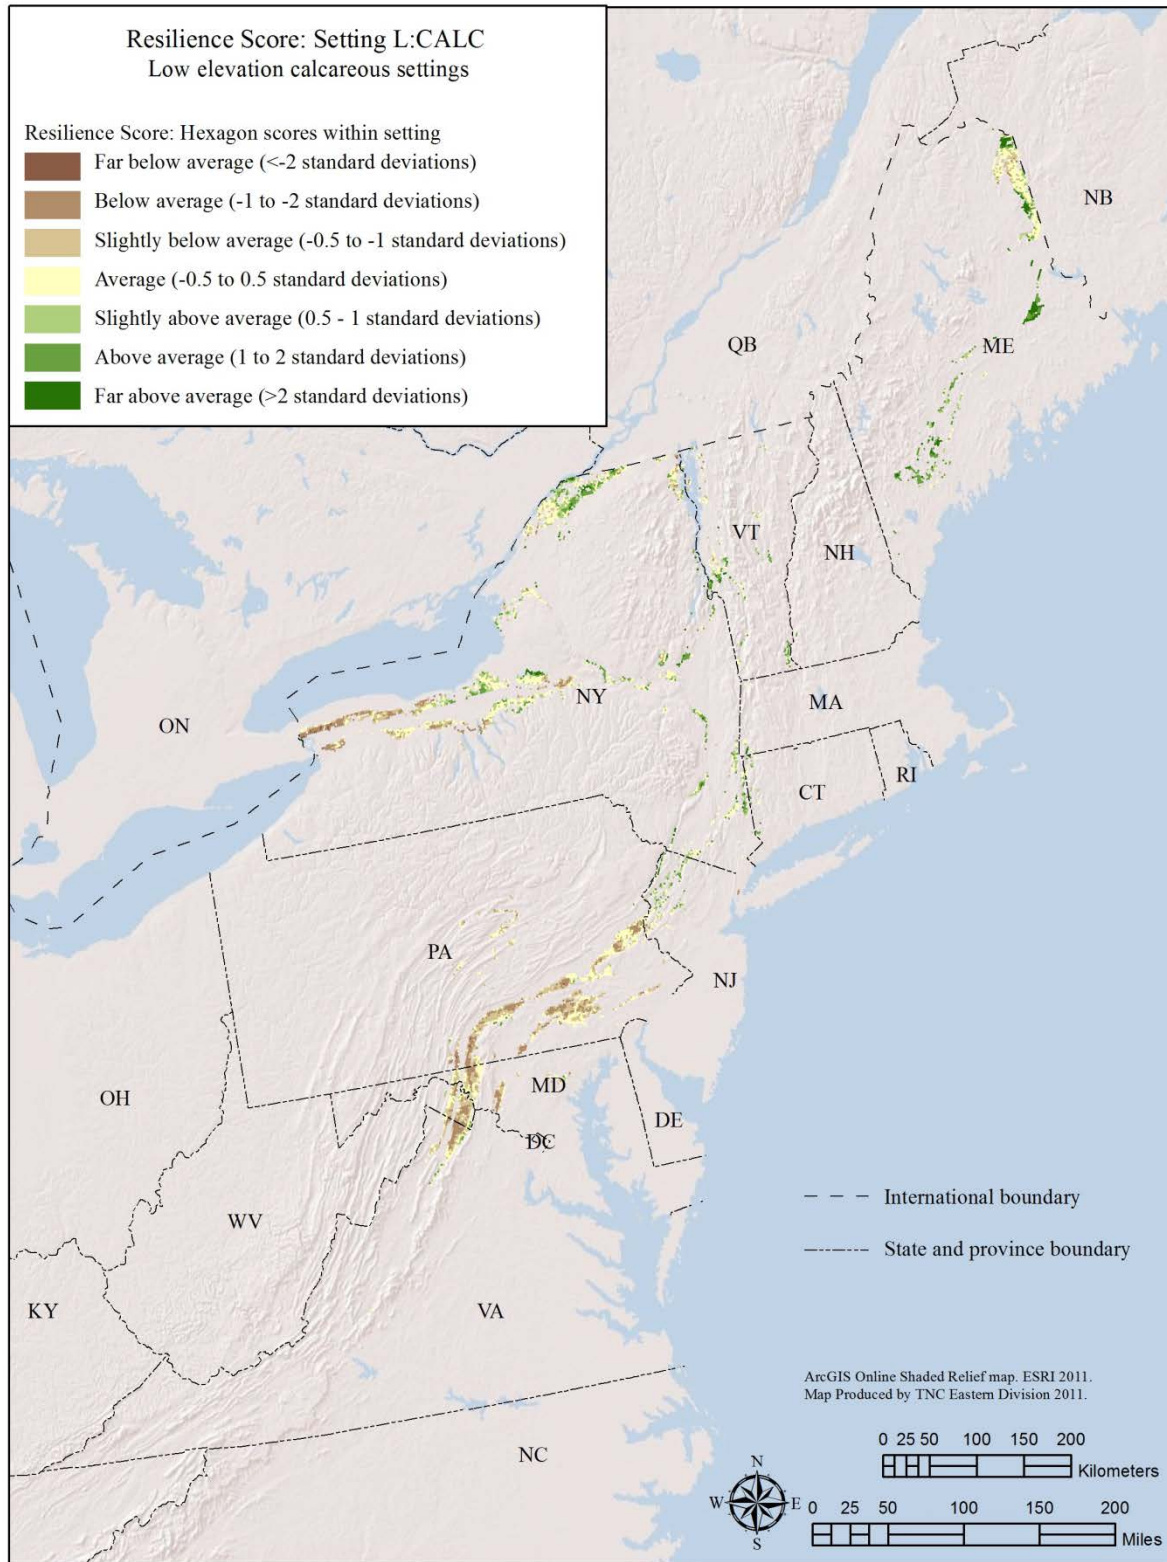 Resilience Score: Setting L:CALC
Low elevation calcareous settings
Resilience Score: Hexagon scores within setting
Far below average (<-2 standard deviations)
Below average (-1 to -2 standard deviations)
Slightly below average (-0.5 to -1 standard deviations)
Average (-0.5 to 0.5 standard deviations)
Slightly above average (0.5 - 1 standard deviations)
Above average (1 to 2 standard deviations)
Far above average (>2 standard deviations)
NB
QB
ME
VT
NH
ON
NY
MA
CT
RI
PA
NJ
OH
MD
DE
DC
WV
KY
VA
NC
International boundary
State and province boundary
ArcGIS Online Shaded Relief map. ESRI 2011.
Map Produced by TNC Eastern Division 2011.
0 25 50 100 150 200
Kilometers
0 25 50 100 150 200
Miles
N
W E
S